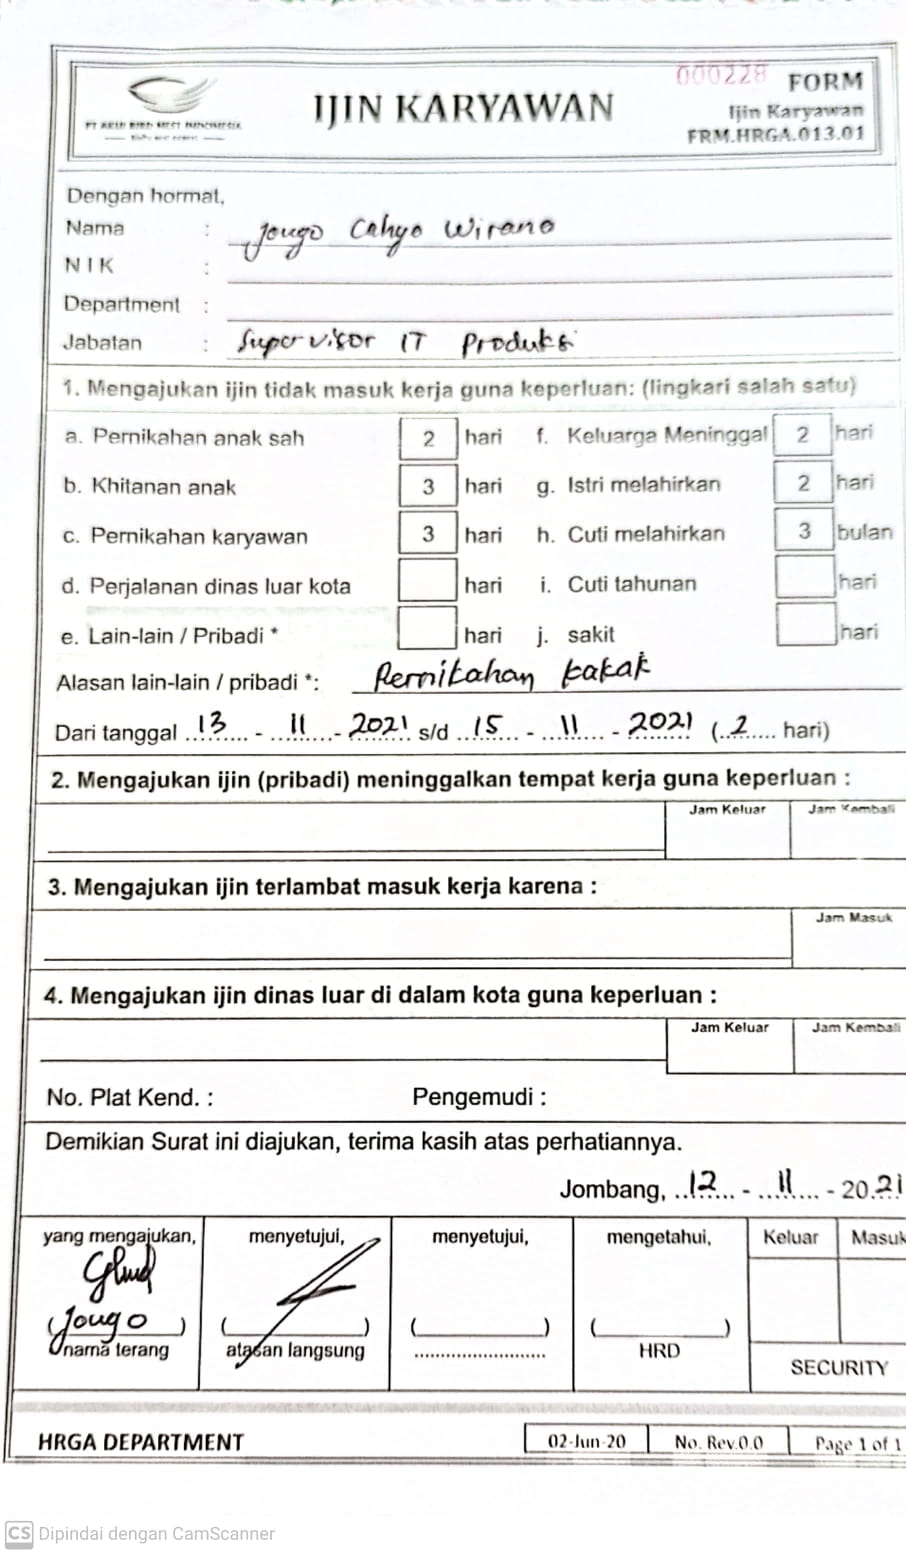 000228
FORM
IJIN KARYAWAN
Ijin Karyawan
FRM.HRGA.013.01
Dengan hormat,
Nama : Jougo Cahyo Wirano
N I K :
Department :
Jabatan : Supervisor IT Produksi
1. Mengajukan ijin tidak masuk kerja guna keperluan: (lingkari salah satu)
a. Pernikahan anak sah 2 hari f. Keluarga Meninggal 2 hari
b. Khitanan anak 3 hari g. Istri melahirkan 2 hari
c. Pernikahan karyawan 3 hari h. Cuti melahirkan 3 bulan
d. Perjalanan dinas luar kota hari i. Cuti tahunan hari
e. Lain-lain / Pribadi * hari j. sakit hari
Alasan lain-lain / pribadi *: Pernikahan kakak
Dari tanggal 13 - 11 - 2021 s/d 15 - 11 - 2021 (2 hari)
2. Mengajukan ijin (pribadi) meninggalkan tempat kerja guna keperluan :
Jam Keluar Jam Kembali
3. Mengajukan ijin terlambat masuk kerja karena :
Jam Masuk
4. Mengajukan ijin dinas luar di dalam kota guna keperluan :
Jam Keluar Jam Kembali
No. Plat Kend. : Pengemudi :
Demikian Surat ini diajukan, terima kasih atas perhatiannya.
Jombang, 12 - 11 - 2021
yang mengajukan, menyetujui, menyetujui, mengetahui, Keluar Masuk
(Jougo) ( ) ( ) ( )
nama terang atasan langsung HRD
SECURITY
HRGA DEPARTMENT 02-Jun-20 No. Rev.0.0 Page 1 of 1
CS Dipindai dengan CamScanner